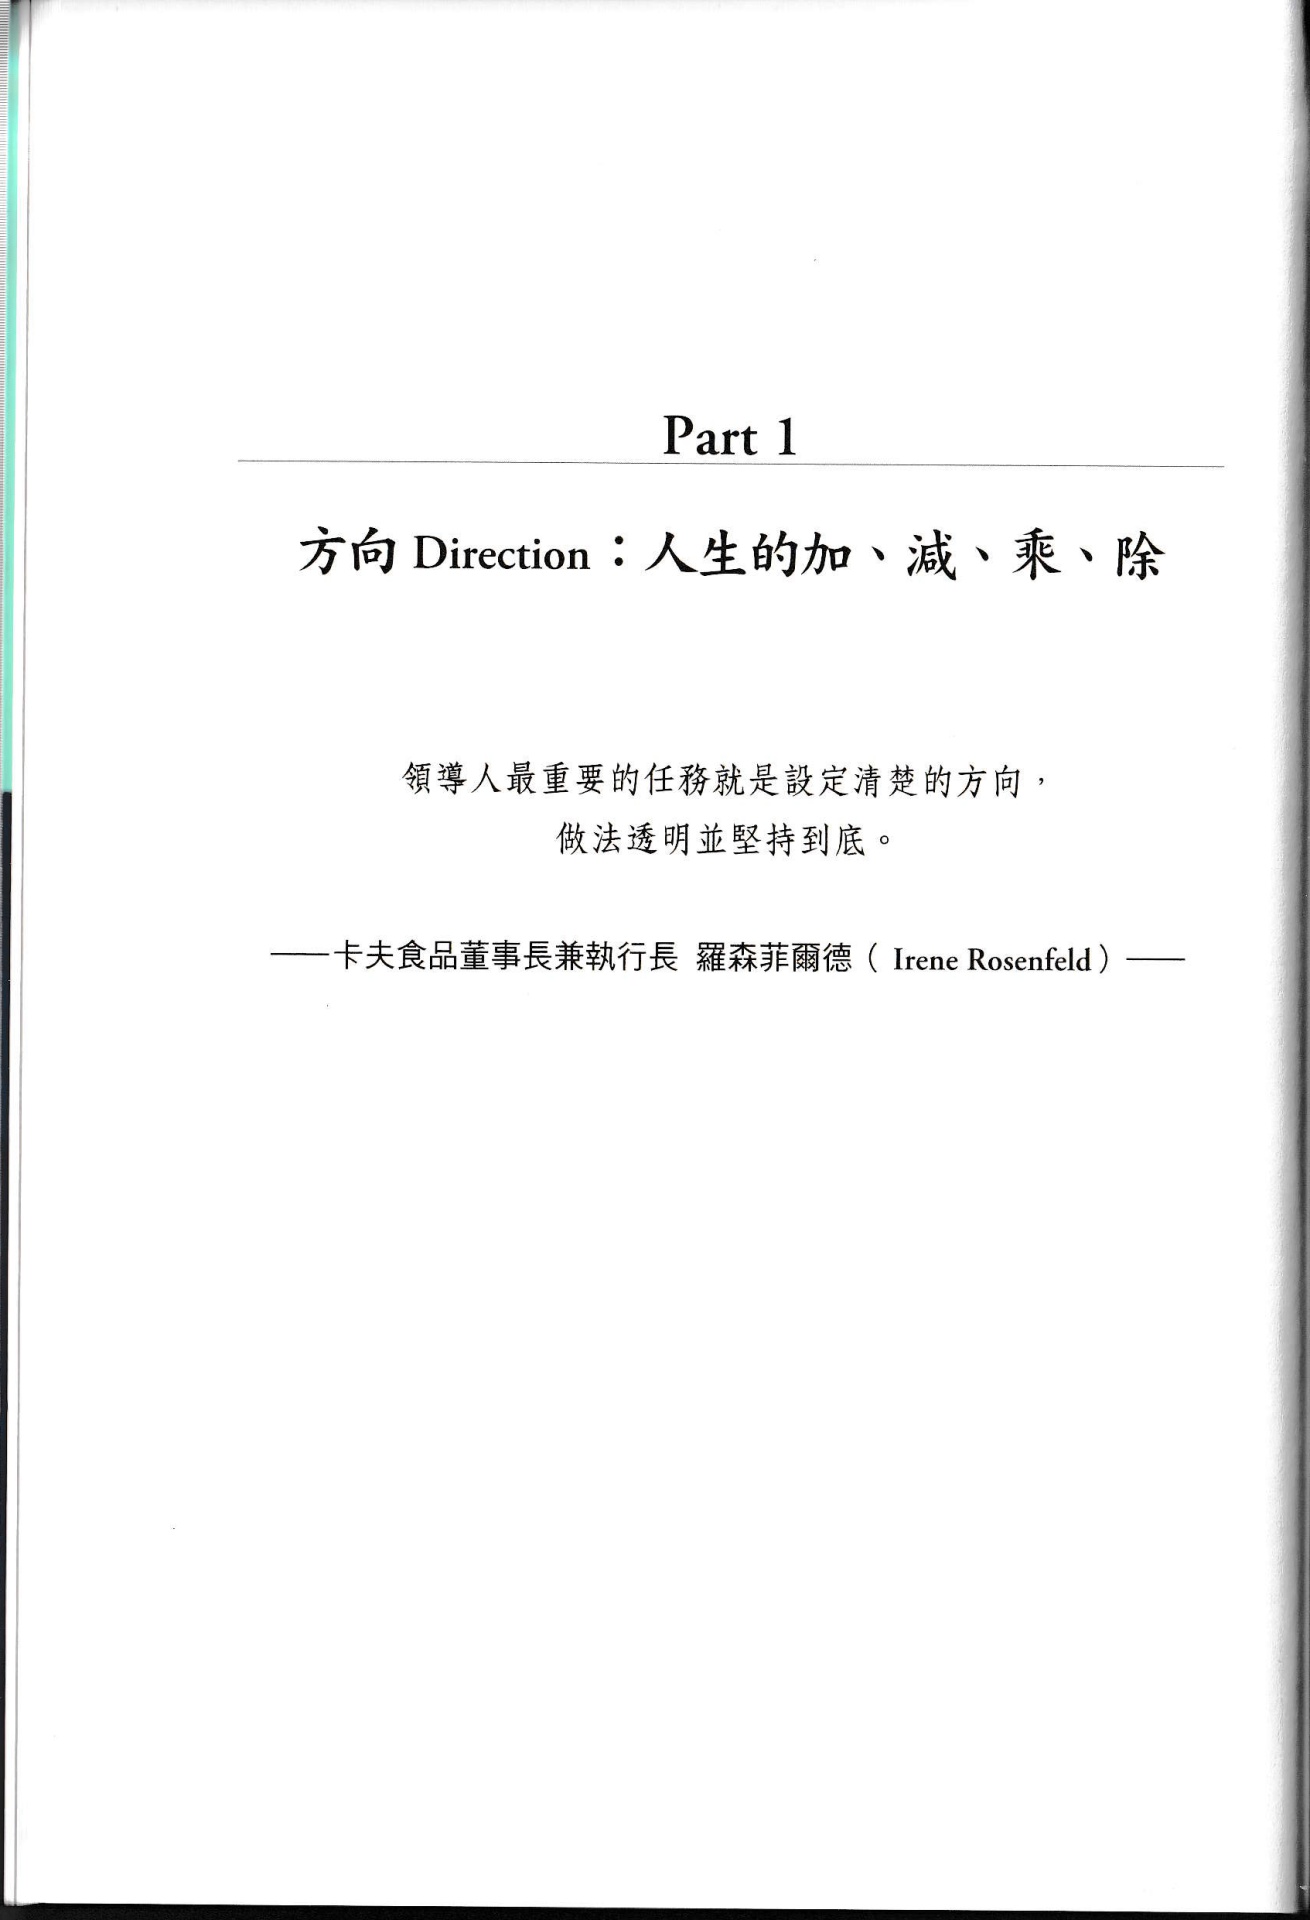 Part 1
方向 Direction：人生的加、減、乘、除
領導人最重要的任務就是設定清楚的方向，
做法透明並堅持到底。
——卡夫食品董事長兼執行長 羅森菲爾德（ Irene Rosenfeld）——